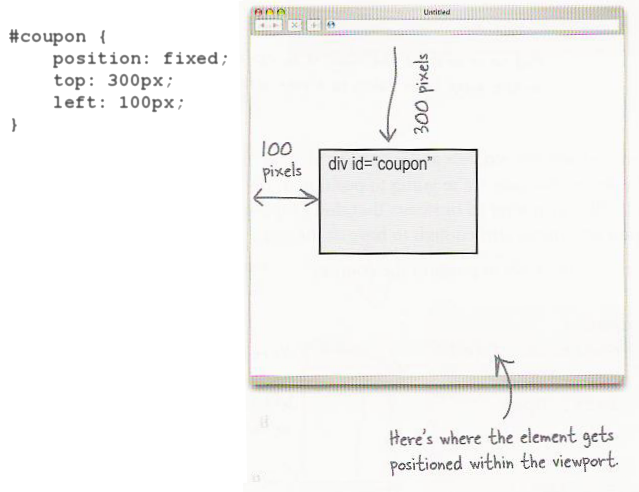 #coupon {
position: fixed;
top: 300px;
left: 100px;
}
Untitled
300 pixels
100
pixels
div id=“coupon”
Here's where the element gets
positioned within the viewport.